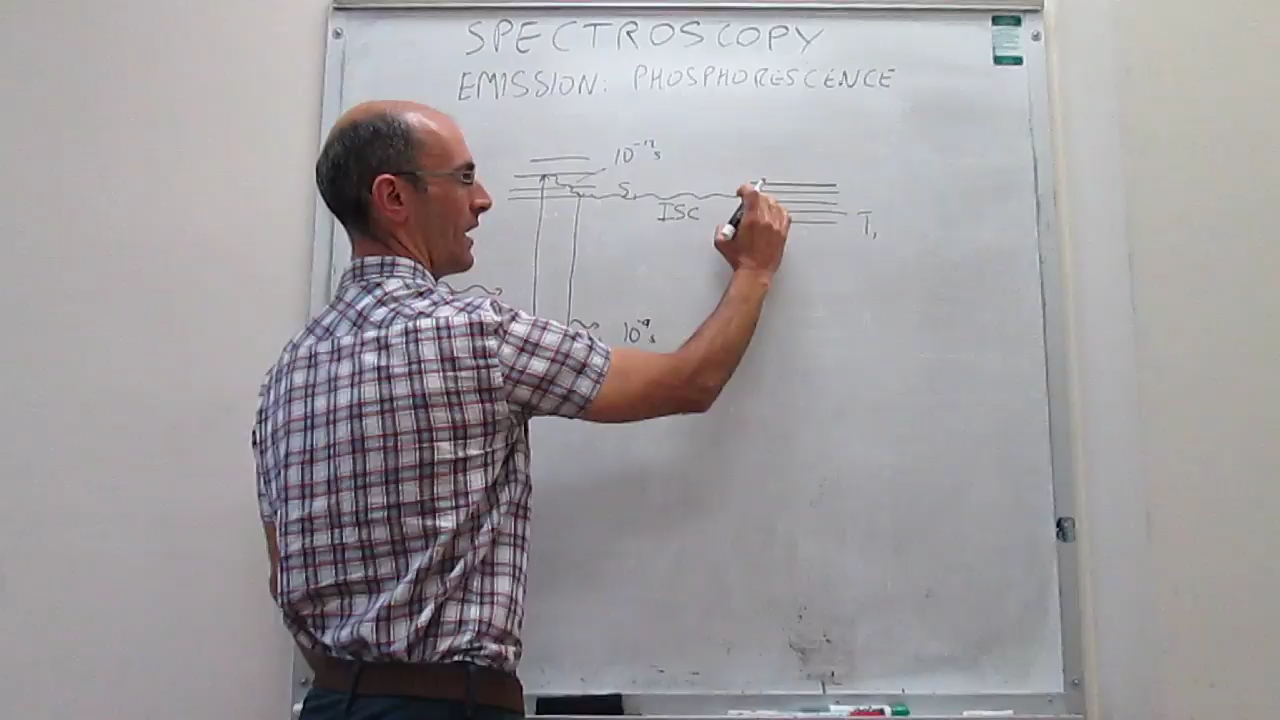 SPECTROSCOPY
EMISSION: PHOSPHORESCENCE
10⁻¹² s
S₁
ISC
T₁
10⁻⁹ s